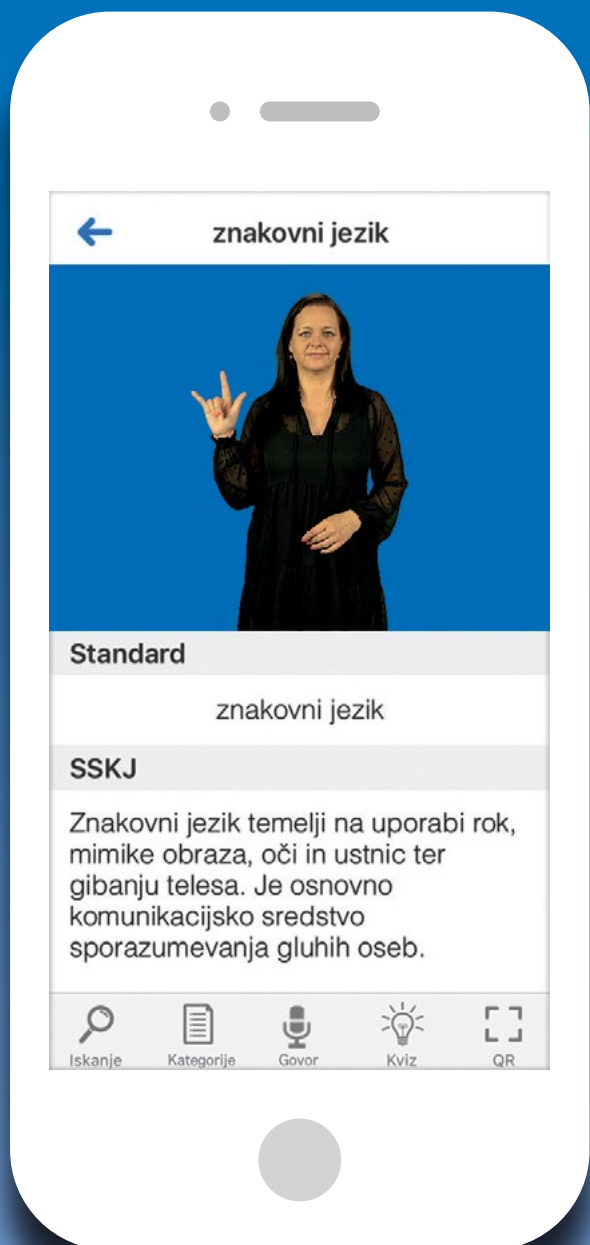 znakovni jezik
Standard
znakovni jezik
SSKJ
Znakovni jezik temelji na uporabi rok,
mimike obraza, oči in ustnic ter
gibanju telesa. Je osnovno
komunikacijsko sredstvo
sporazumevanja gluhih oseb.
Iskanje Kategorije Govor Kviz QR